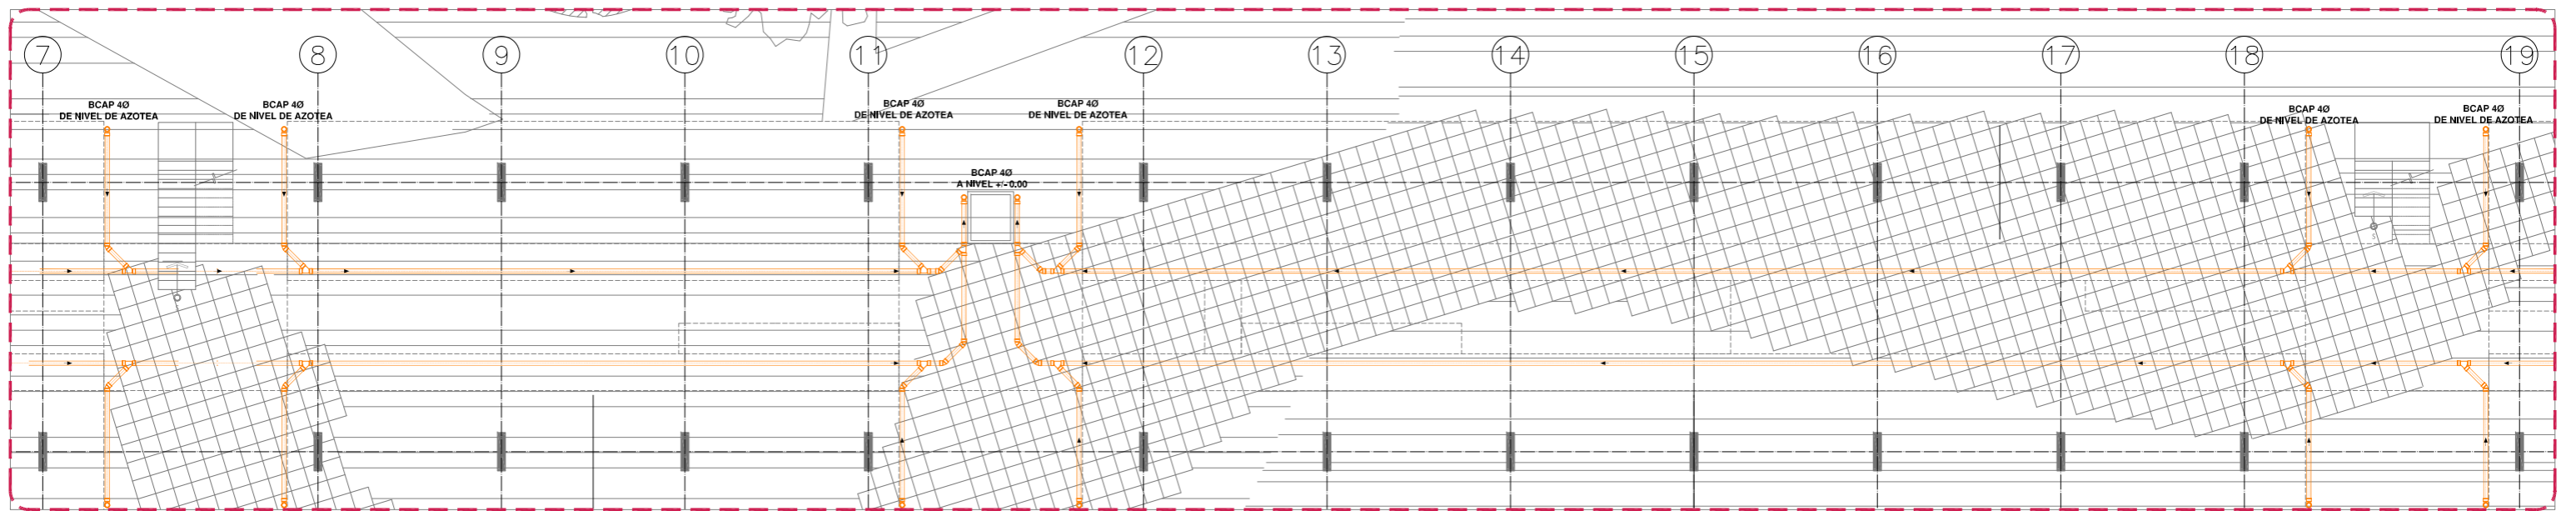 7 8 9 10 11 12 13 14 15 16 17 18 19
BCAP 4Ø
DE NIVEL DE AZOTEA
BCAP 4Ø
DE NIVEL DE AZOTEA
BCAP 4Ø
DE NIVEL DE AZOTEA
BCAP 4Ø
DE NIVEL DE AZOTEA
BCAP 4Ø
DE NIVEL DE AZOTEA
BCAP 4Ø
DE NIVEL DE AZOTEA
BCAP 4Ø
A NIVEL +/- 0.00